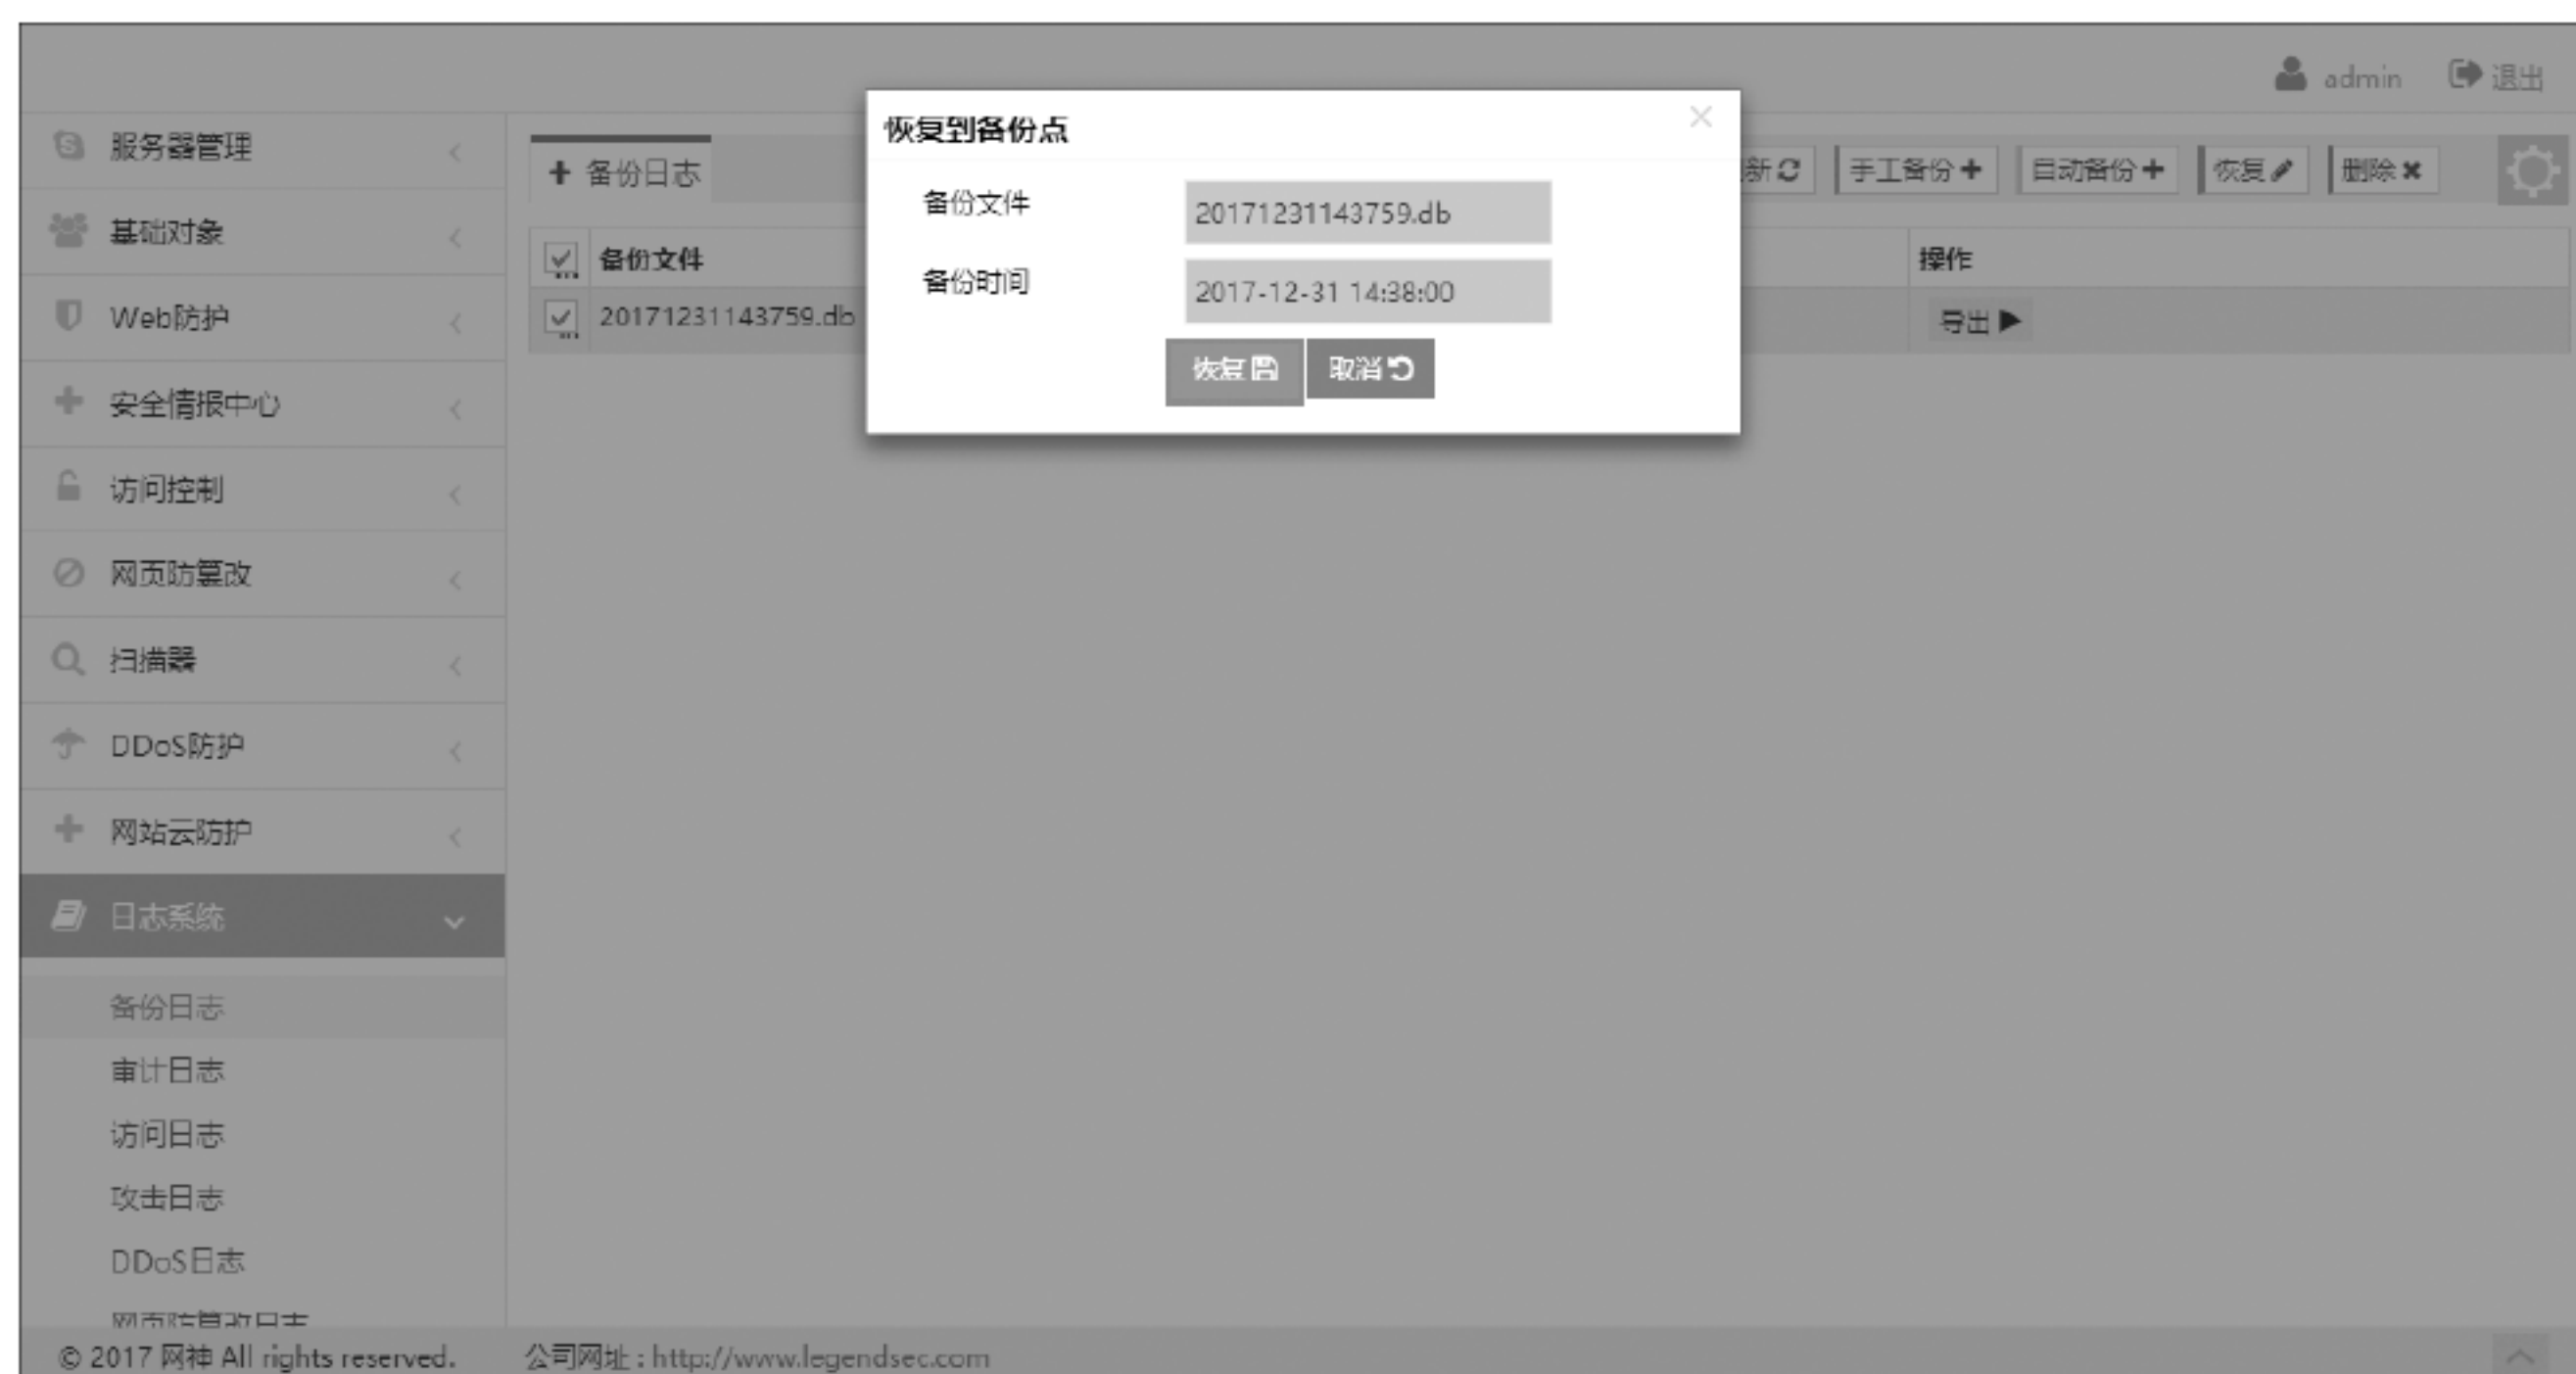 admin 退出
恢复到备份点
服务器管理
备份日志
新 手工备份 自动备份 恢复 删除
备份文件 20171231143759.db
基础对象
备份文件
操作
备份时间 2017-12-31 14:38:00
Web防护
20171231143759.db
导出
恢复 取消
安全情报中心
访问控制
网页防篡改
扫描器
DDoS防护
网站云防护
日志系统
备份日志
审计日志
访问日志
攻击日志
DDoS日志
网页防篡改日志
© 2017 网神 All rights reserved. 公司网址 : http://www.legendsec.com